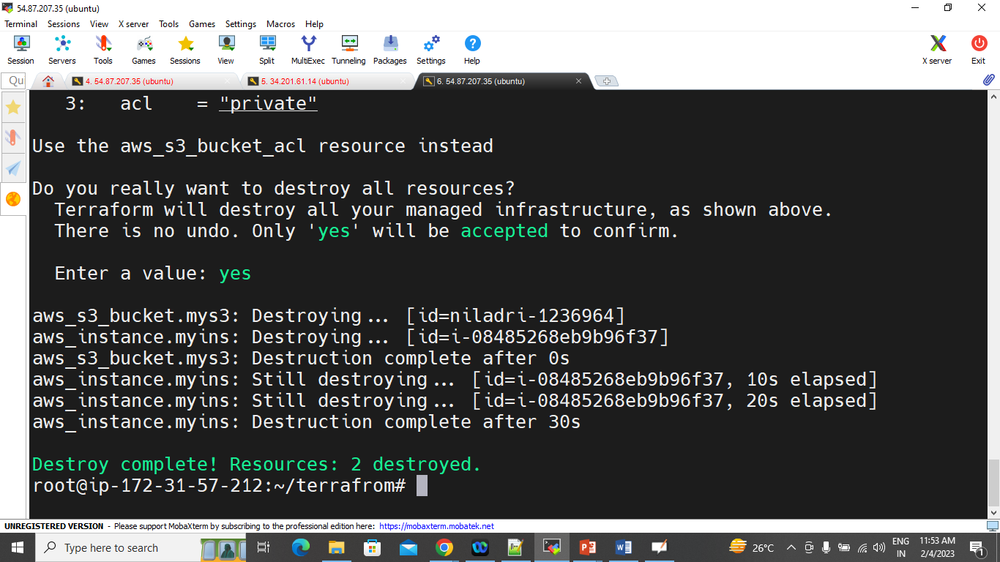 54.87.207.35 (ubuntu)
Terminal Sessions View X server Tools Games Settings Macros Help
Session Servers Tools Games Sessions View Split MultiExec Tunneling Packages Settings Help X server Exit
Qu 4. 54.87.207.35 (ubuntu) 5. 34.201.61.14 (ubuntu) 6. 54.87.207.35 (ubuntu)
3: acl = "private"
Use the aws_s3_bucket_acl resource instead
Do you really want to destroy all resources?
Terraform will destroy all your managed infrastructure, as shown above.
There is no undo. Only 'yes' will be accepted to confirm.
Enter a value: yes
aws_s3_bucket.mys3: Destroying... [id=niladri-1236964]
aws_instance.myins: Destroying... [id=i-08485268eb9b96f37]
aws_s3_bucket.mys3: Destruction complete after 0s
aws_instance.myins: Still destroying... [id=i-08485268eb9b96f37, 10s elapsed]
aws_instance.myins: Still destroying... [id=i-08485268eb9b96f37, 20s elapsed]
aws_instance.myins: Destruction complete after 30s
Destroy complete! Resources: 2 destroyed.
root@ip-172-31-57-212:~/terrafrom#
UNREGISTERED VERSION - Please support MobaXterm by subscribing to the professional edition here: https://mobaxterm.mobatek.net
Type here to search 26°C ENG 11:53 AM
IN 2/4/2023 1